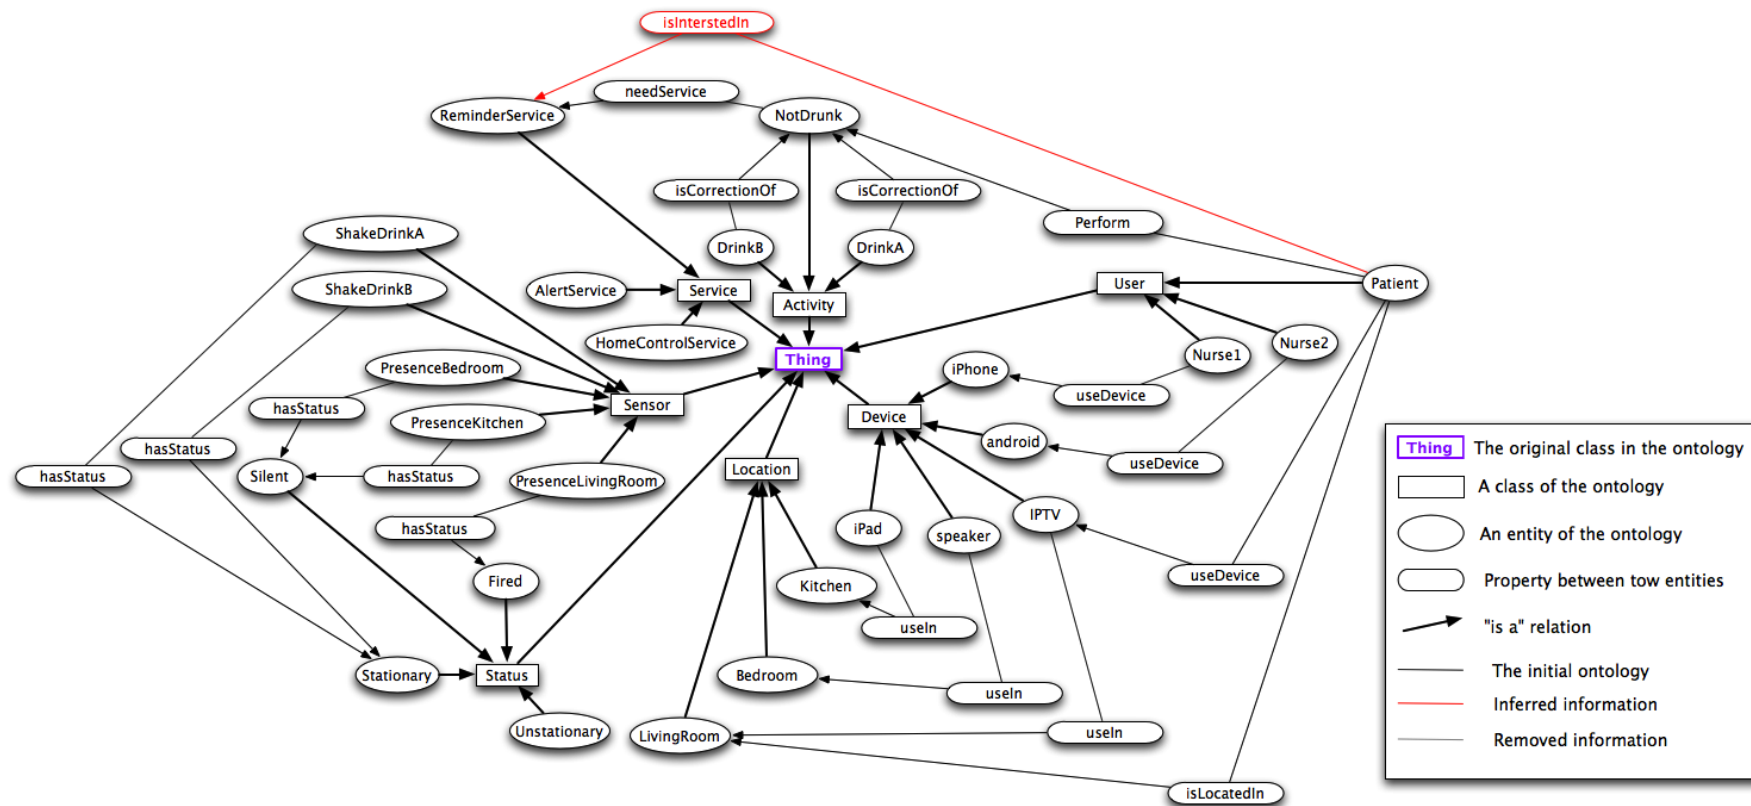 isInterstedIn
needService
ReminderService
NotDrunk
isCorrectionOf
isCorrectionOf
Perform
ShakeDrinkA
DrinkB
DrinkA
ShakeDrinkB
AlertService
Service
Activity
User
Patient
HomeControlService
Thing
Nurse1
Nurse2
PresenceBedroom
iPhone
useDevice
hasStatus
Sensor
Device
PresenceKitchen
android
hasStatus
useDevice
hasStatus
Silent
hasStatus
PresenceLivingRoom
Location
hasStatus
iPad
speaker
IPTV
Fired
Kitchen
useDevice
useIn
Stationary
Status
Bedroom
useIn
Unstationary
LivingRoom
useIn
isLocatedIn
Thing The original class in the ontology
A class of the ontology
An entity of the ontology
Property between tow entities
"is a" relation
The initial ontology
Inferred information
Removed information